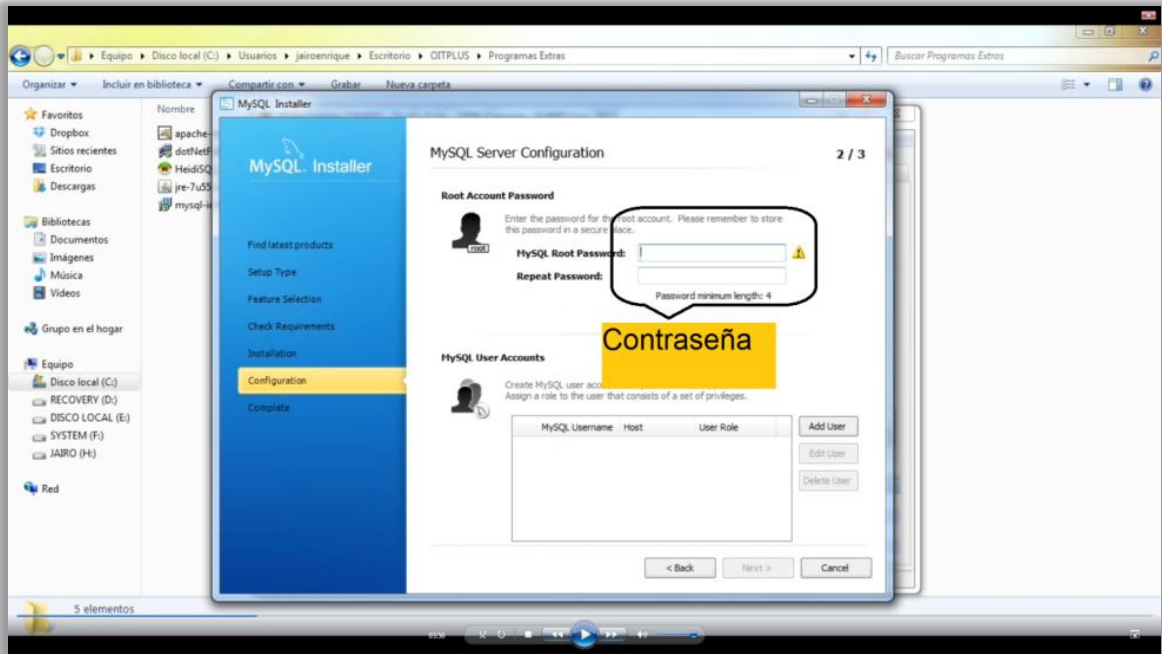 Equipo ▸ Disco local (C:) ▸ Usuarios ▸ jairoenrique ▸ Escritorio ▸ OITPLUS ▸ Programas Extras
Buscar Programas Extras
Organizar
Incluir en biblioteca
Compartir con
Grabar
Nueva carpeta
Favoritos
Dropbox
Sitios recientes
Escritorio
Descargas
Bibliotecas
Documentos
Imágenes
Música
Vídeos
Grupo en el hogar
Equipo
Disco local (C:)
RECOVERY (D:)
DISCO LOCAL (E:)
SYSTEM (F:)
JAIRO (H:)
Red
Nombre
apache-
dotNetF
HeidiSQ
jre-7u55
mysql-in
MySQL Installer
MySQL. Installer
Find latest products
Setup Type
Feature Selection
Check Requirements
Installation
Configuration
Complete
MySQL Server Configuration
2 / 3
Root Account Password
Enter the password for the root account. Please remember to store
this password in a secure place.
root
MySQL Root Password:
Repeat Password:
Password minimum length: 4
Contraseña
MySQL User Accounts
Create MySQL user
Assign a role to the user that consists of a set of privileges.
MySQL Username Host User Role
Add User
Edit User
Delete User
< Back
Next >
Cancel
5 elementos